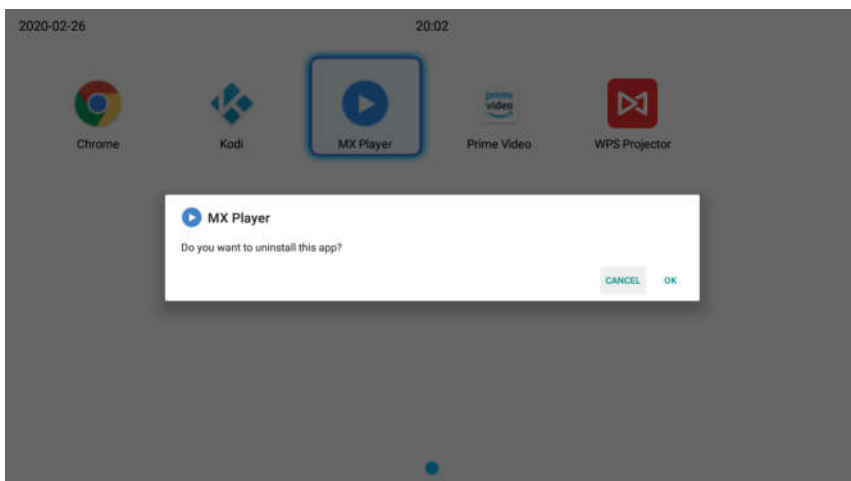 2020-02-26 20:02
prime
video
Chrome Kodi MX Player Prime Video WPS Projector
MX Player
Do you want to uninstall this app?
CANCEL OK